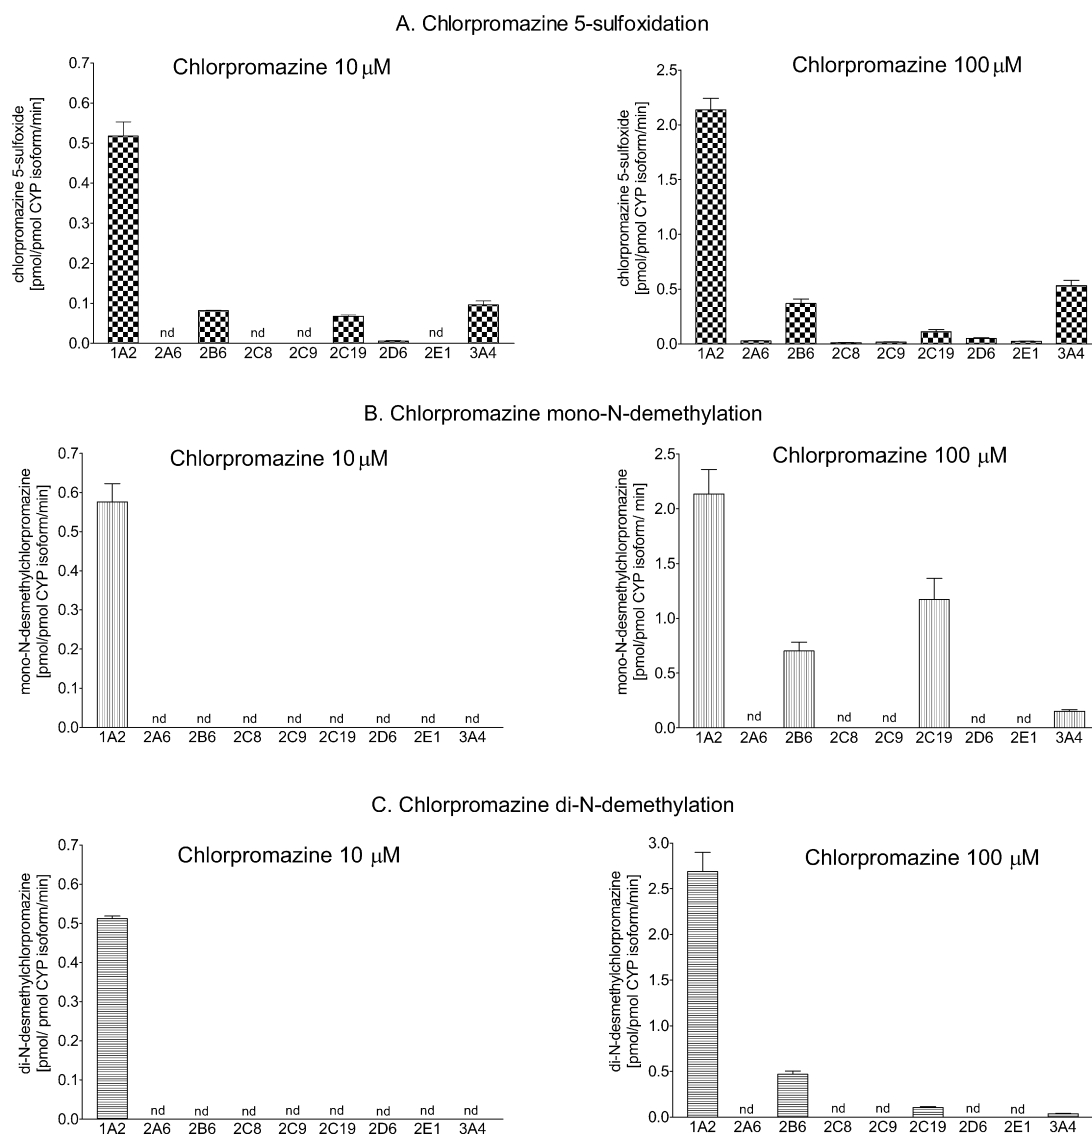 A. Chlorpromazine 5-sulfoxidation
Chlorpromazine 10 µM
chlorpromazine 5-sulfoxide
[pmol/pmol CYP isoform/min]
0.7
0.6
0.5
0.4
0.3
0.2
0.1
0.0
nd nd nd nd
1A2 2A6 2B6 2C8 2C9 2C19 2D6 2E1 3A4
Chlorpromazine 100 µM
chlorpromazine 5-sulfoxide
[pmol/pmol CYP isoform/min]
2.5
2.0
1.5
1.0
0.5
0.0
1A2 2A6 2B6 2C8 2C9 2C19 2D6 2E1 3A4
B. Chlorpromazine mono-N-demethylation
Chlorpromazine 10 µM
mono-N-desmethylchlorpromazine
[pmol/pmol CYP isoform/min]
0.7
0.6
0.5
0.4
0.3
0.2
0.1
0.0
nd nd nd nd nd nd nd nd
1A2 2A6 2B6 2C8 2C9 2C19 2D6 2E1 3A4
Chlorpromazine 100 µM
mono-N-desmethylchlorpromazine
[pmol/pmol CYP isoform/ min]
2.5
2.0
1.5
1.0
0.5
0.0
nd nd nd nd nd
1A2 2A6 2B6 2C8 2C9 2C19 2D6 2E1 3A4
C. Chlorpromazine di-N-demethylation
Chlorpromazine 10 µM
di-N-desmethylchlorpromazine
[pmol/ pmol CYP isoform/min]
0.7
0.6
0.5
0.4
0.3
0.2
0.1
0.0
nd nd nd nd nd nd nd nd
1A2 2A6 2B6 2C8 2C9 2C19 2D6 2E1 3A4
Chlorpromazine 100 µM
di-N-desmethylchlorpromazine
[pmol/pmol CYP isoform/min]
3.0
2.5
2.0
1.5
1.0
0.5
0.0
nd nd nd nd nd
1A2 2A6 2B6 2C8 2C9 2C19 2D6 2E1 3A4